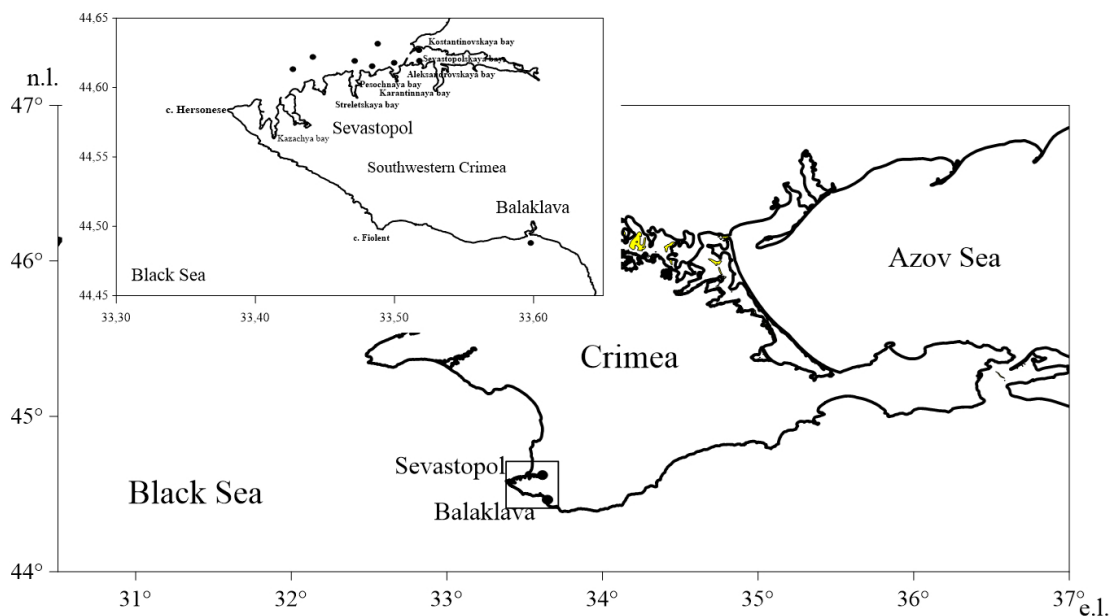 44,65
44,60
44,55
44,50
44,45
33,30
33,40
33,50
33,60
Kostantinovskaya bay
Sevastopolskaya bay
Aleksandrovskaya bay
Pesochnaya bay
Karantinnaya bay
Streletskaya bay
c. Hersonese
Kazachya bay
Sevastopol
Southwestern Crimea
Balaklava
c. Fiolent
Black Sea
n.l.
47°
46°
45°
44°
Azov Sea
Crimea
Sevastopol
Black Sea
Balaklava
31°
32°
33°
34°
35°
36°
37°
e.l.